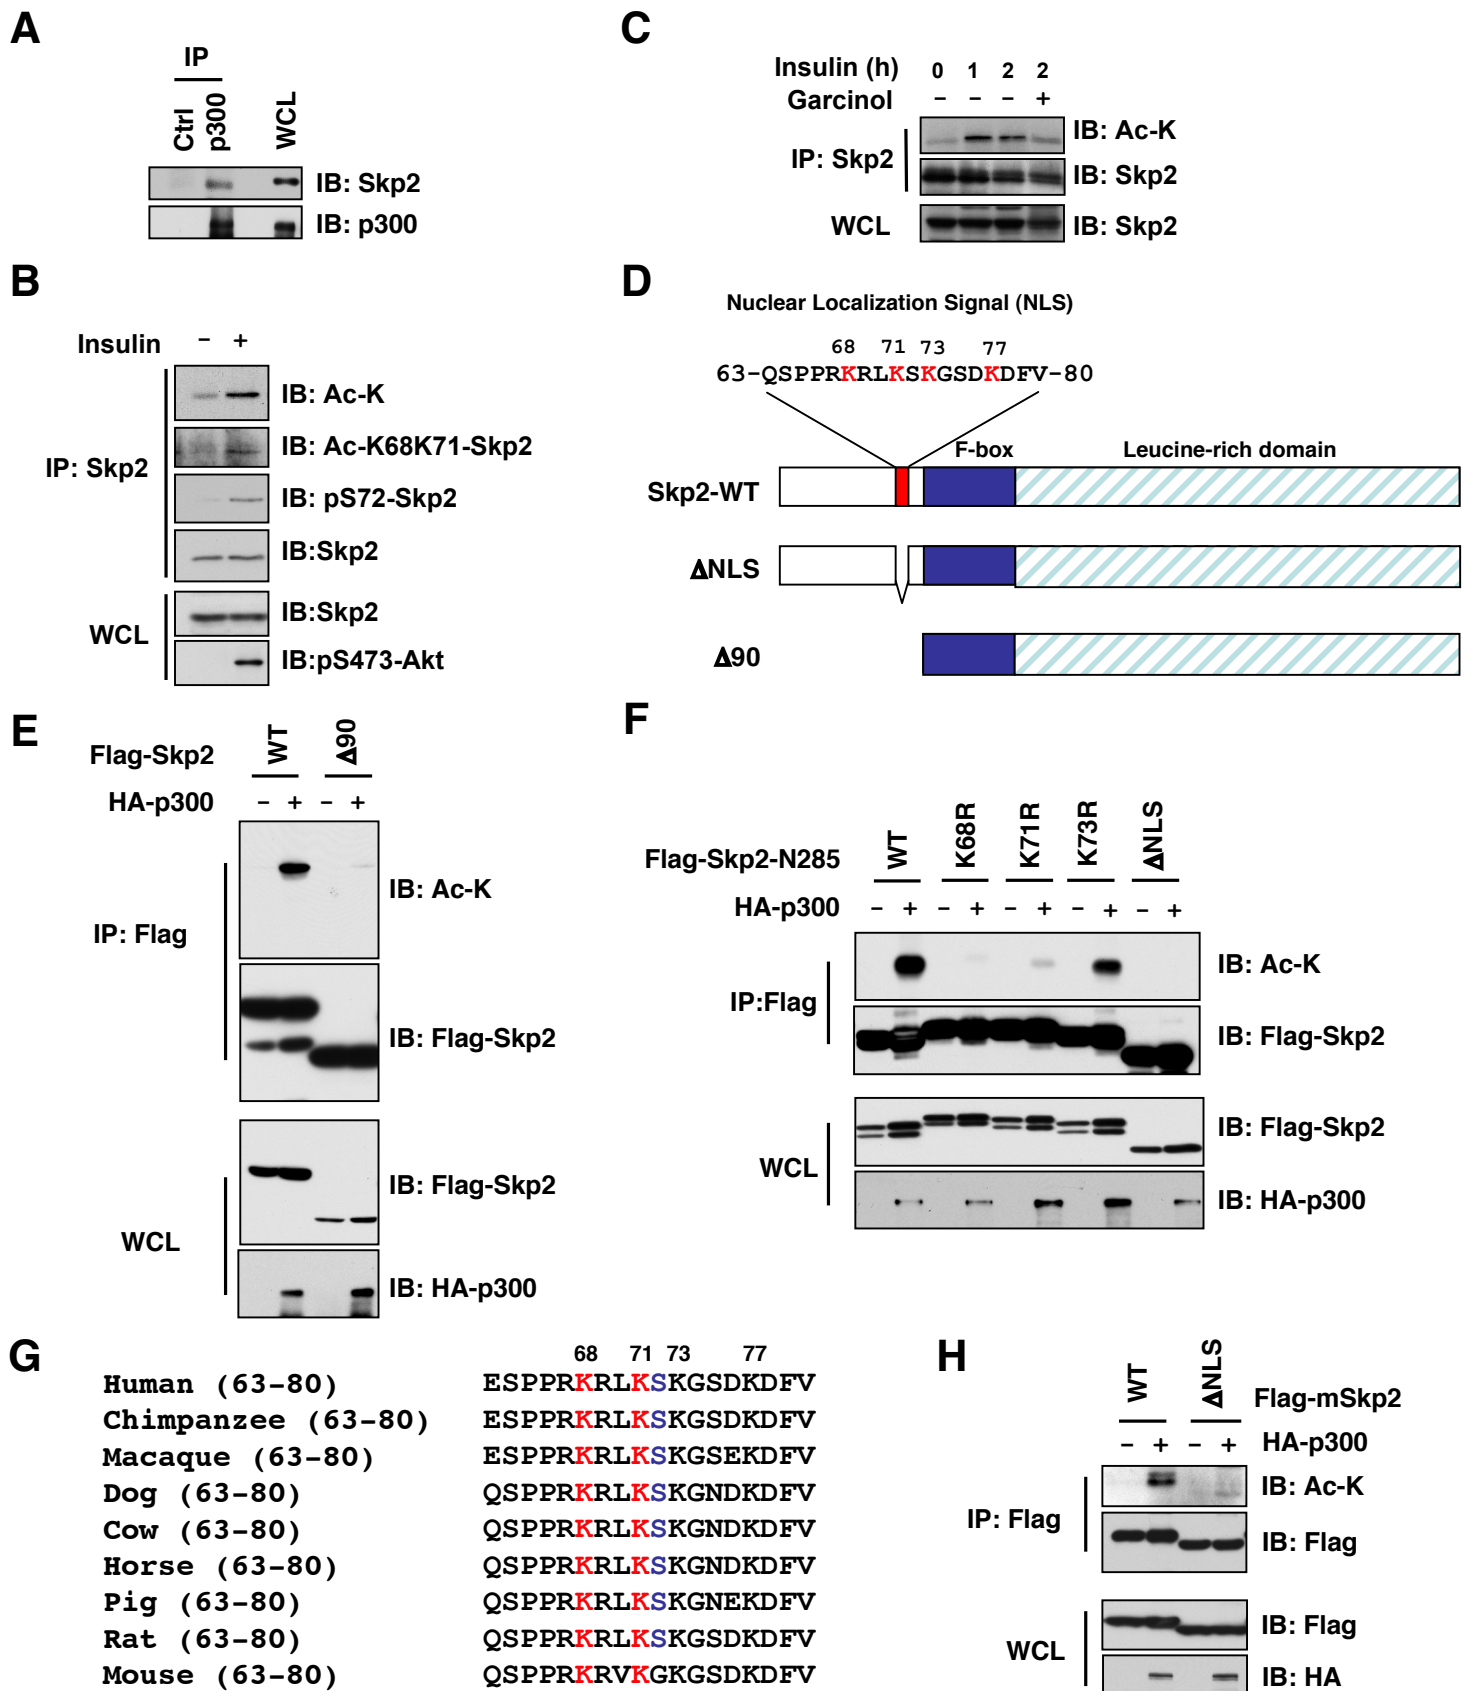 A
IP
Ctrl
p300
WCL
IB: Skp2
IB: p300
B
Insulin
− +
IP: Skp2
IB: Ac-K
IB: Ac-K68K71-Skp2
IB: pS72-Skp2
IB:Skp2
WCL
IB:Skp2
IB:pS473-Akt
C
Insulin (h) 0 1 2 2
Garcinol − − − +
IP: Skp2
IB: Ac-K
IB: Skp2
WCL
IB: Skp2
D
Nuclear Localization Signal (NLS)
68 71 73 77
63-QSPPRKRLKSKGSDKDFV-80
F-box
Leucine-rich domain
Skp2-WT
ΔNLS
Δ90
E
Flag-Skp2 WT Δ90
HA-p300 − + − +
IP: Flag
IB: Ac-K
IB: Flag-Skp2
WCL
IB: Flag-Skp2
IB: HA-p300
F
Flag-Skp2-N285 WT K68R K71R K73R ΔNLS
HA-p300 − + − + − + − + − +
IP:Flag
IB: Ac-K
IB: Flag-Skp2
WCL
IB: Flag-Skp2
IB: HA-p300
G
68 71 73 77
Human (63-80) ESPPRKRLKSKGSDKDFV
Chimpanzee (63-80) ESPPRKRLKSKGSDKDFV
Macaque (63-80) ESPPRKRLKSKGSEKDFV
Dog (63-80) QSPPRKRLKSKGNDKDFV
Cow (63-80) QSPPRKRLKSKGNDKDFV
Horse (63-80) QSPPRKRLKSKGNDKDFV
Pig (63-80) QSPPRKRLKSKGNEKDFV
Rat (63-80) QSPPRKRLKSKGSDKDFV
Mouse (63-80) QSPPRKRVKGKGSDKDFV
H
WT ΔNLS Flag-mSkp2
− + − + HA-p300
IP: Flag
IB: Ac-K
IB: Flag
WCL
IB: Flag
IB: HA